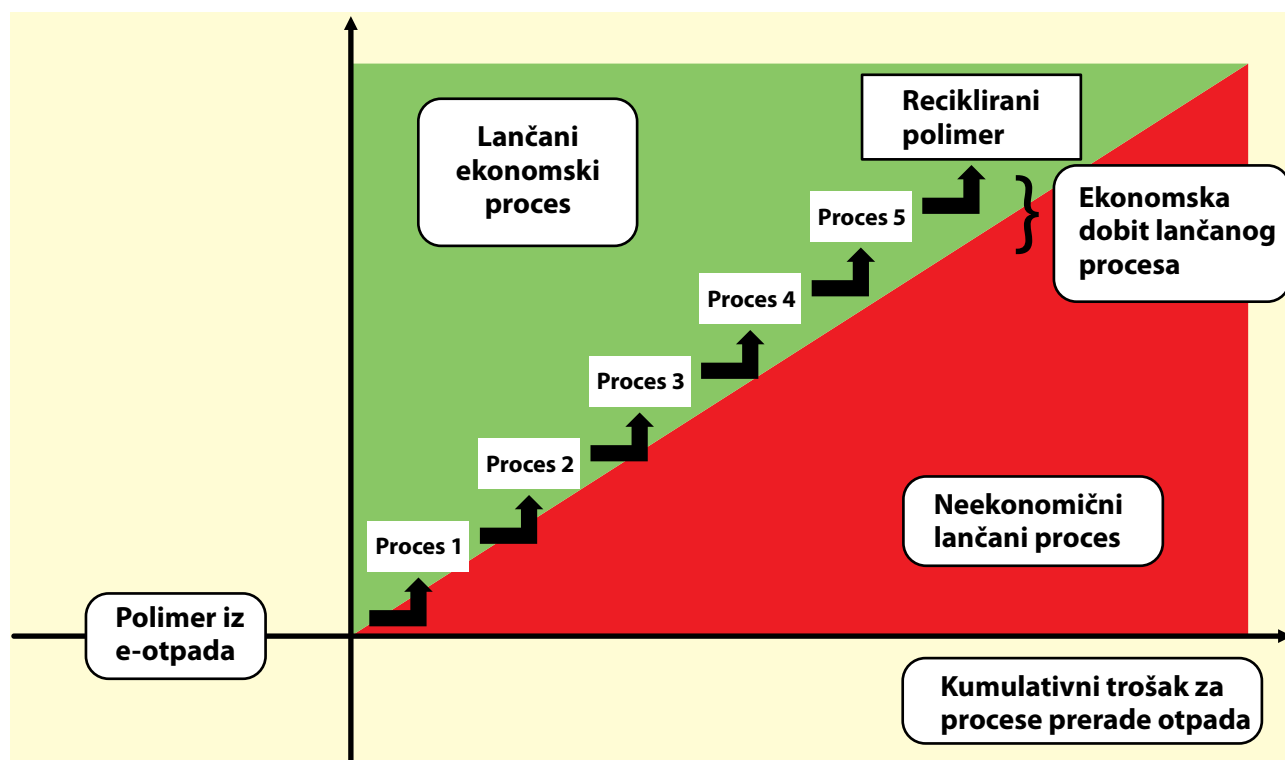 Reciklirani
polimer
Lančani
ekonomski
proces
Ekonomska
dobit lančanog
procesa
Proces 5
Proces 4
Proces 3
Proces 2
Proces 1
Neekonomični
lančani proces
Polimer iz
e-otpada
Kumulativni trošak za
procese prerade otpada